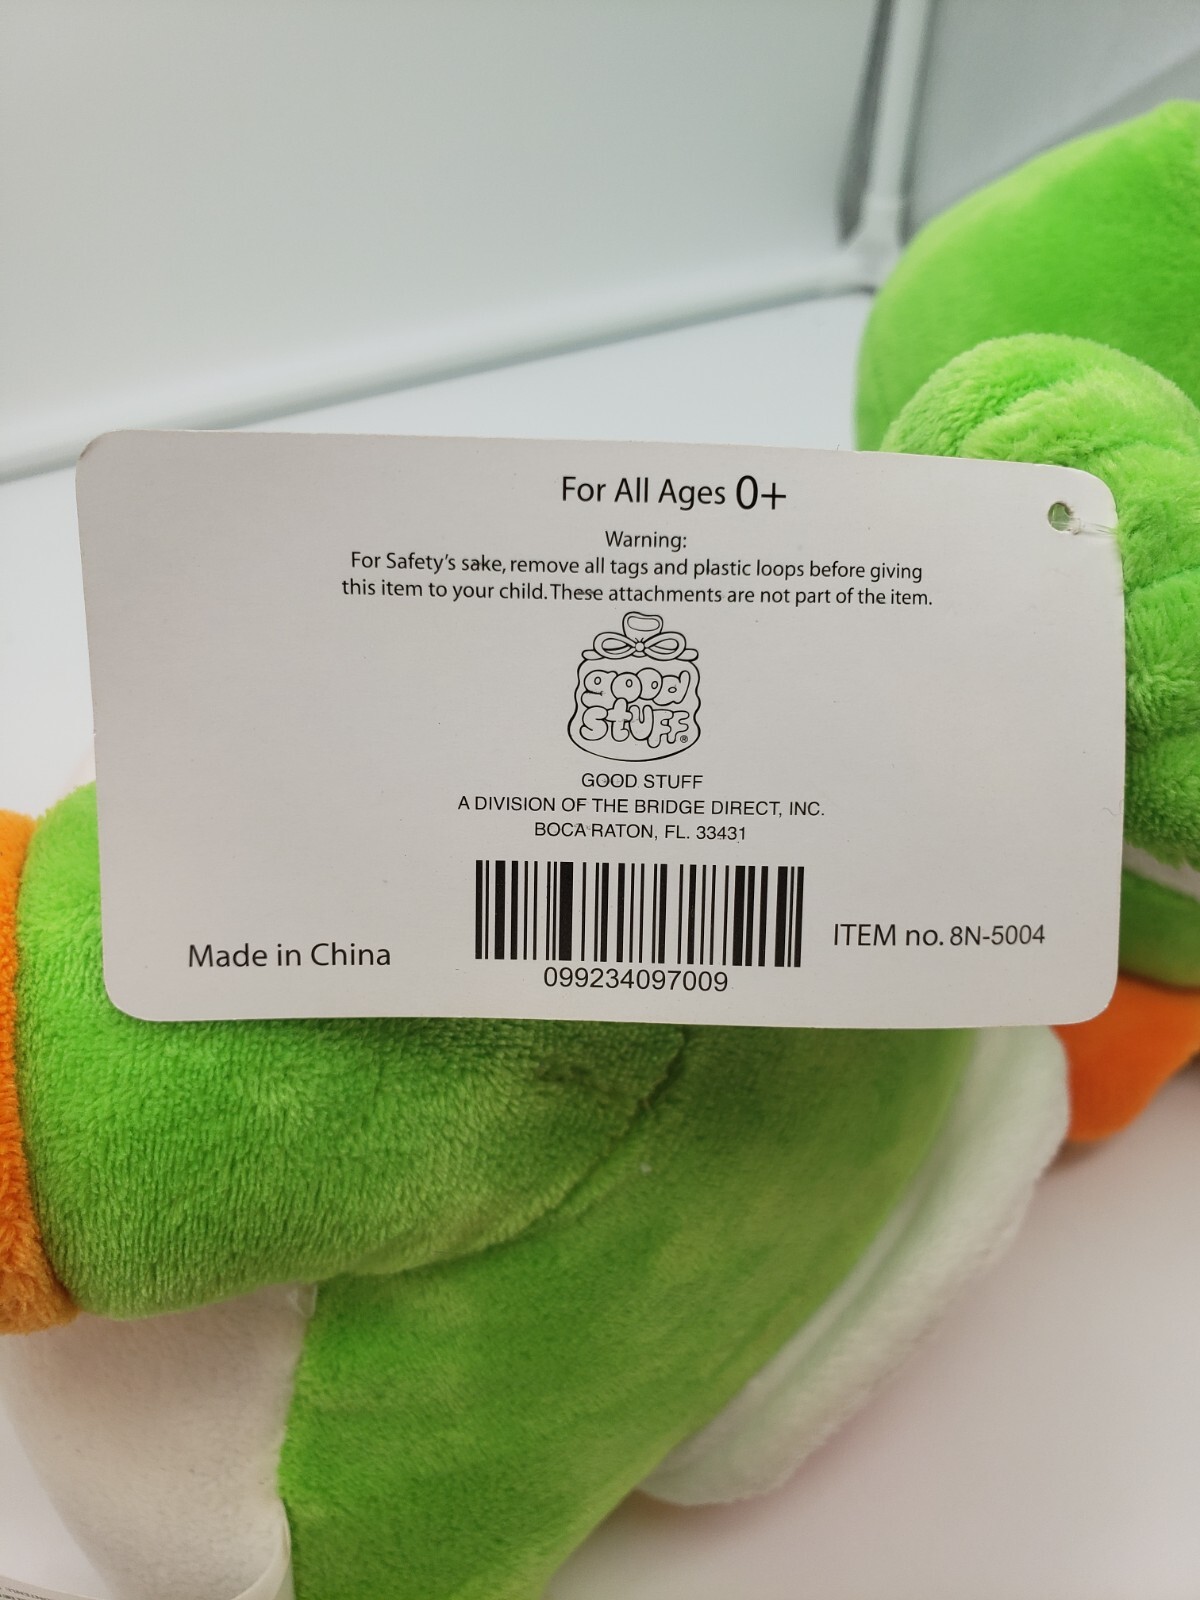 For All Ages 0+
Warning:
For Safety's sake, remove all tags and plastic loops before giving
this item to your child. These attachments are not part of the item.
good
stuff®
GOOD STUFF
A DIVISION OF THE BRIDGE DIRECT, INC.
BOCA RATON, FL. 33431
Made in China
099234097009
ITEM no. 8N-5004